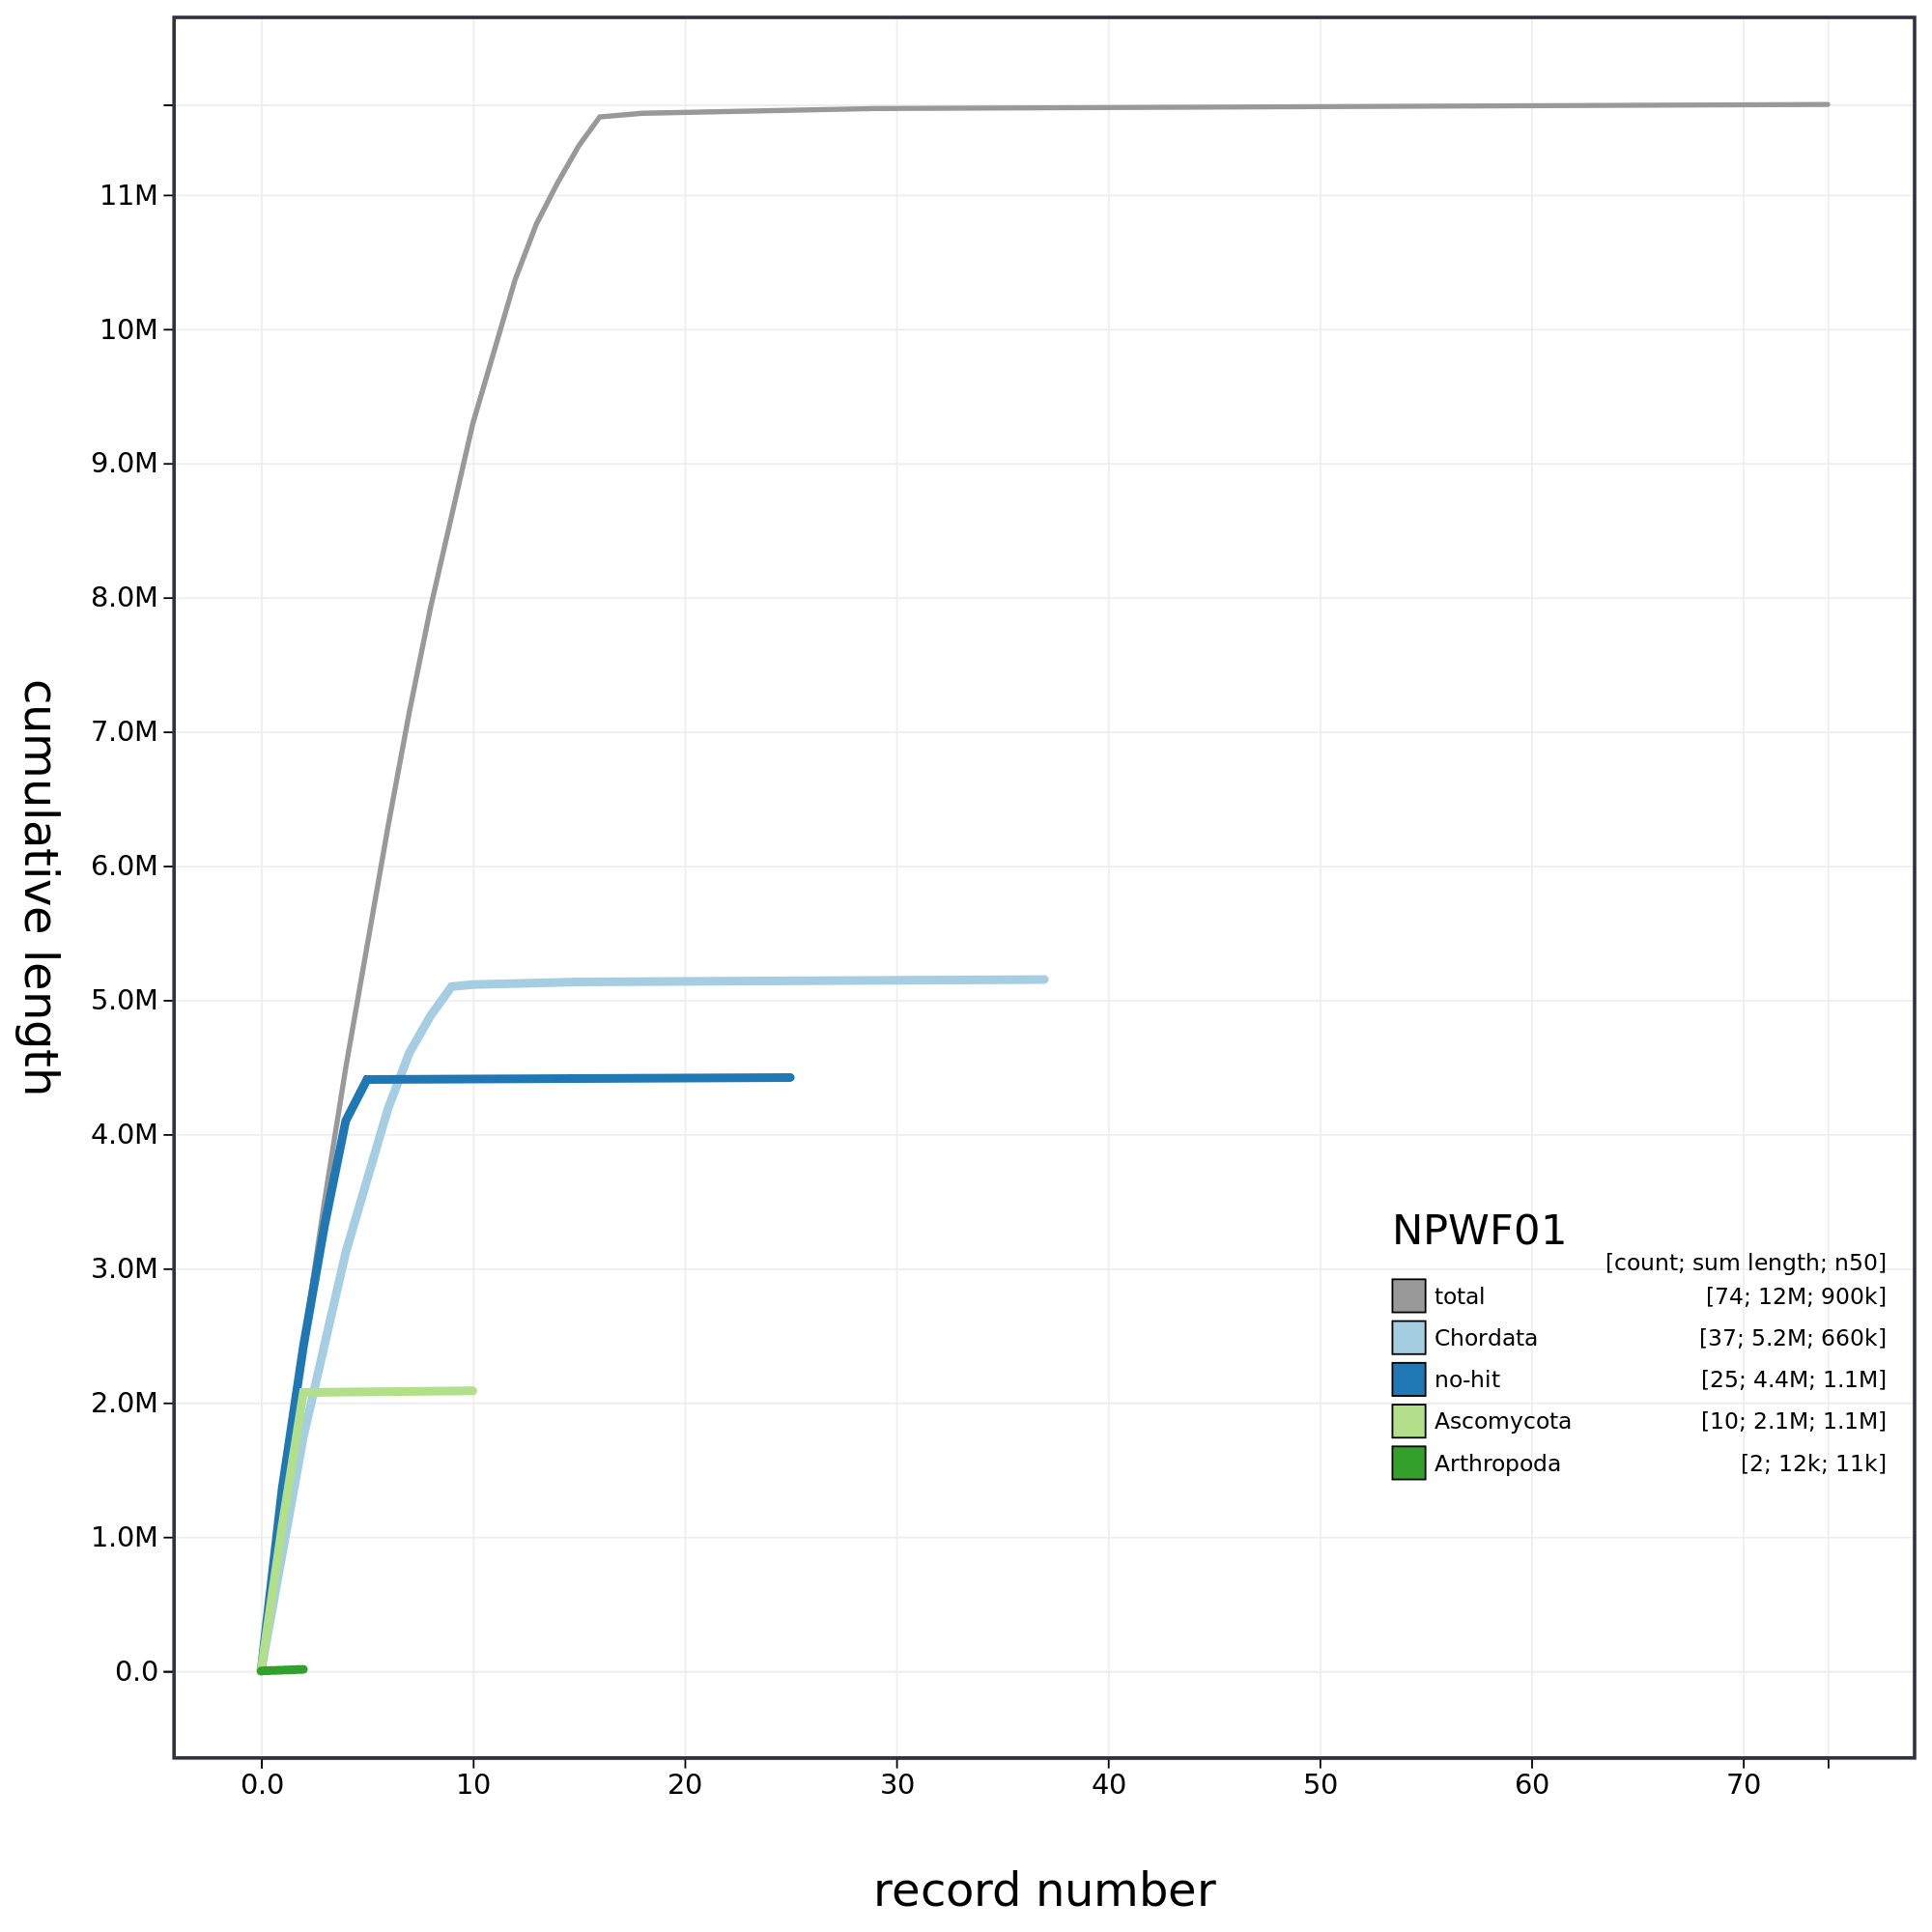 cumulative length
11M
10M
9.0M
8.0M
7.0M
6.0M
5.0M
4.0M
3.0M
2.0M
1.0M
0.0
NPWF01
[count; sum length; n50]
total [74; 12M; 900k]
Chordata [37; 5.2M; 660k]
no-hit [25; 4.4M; 1.1M]
Ascomycota [10; 2.1M; 1.1M]
Arthropoda [2; 12k; 11k]
0.0 10 20 30 40 50 60 70
record number